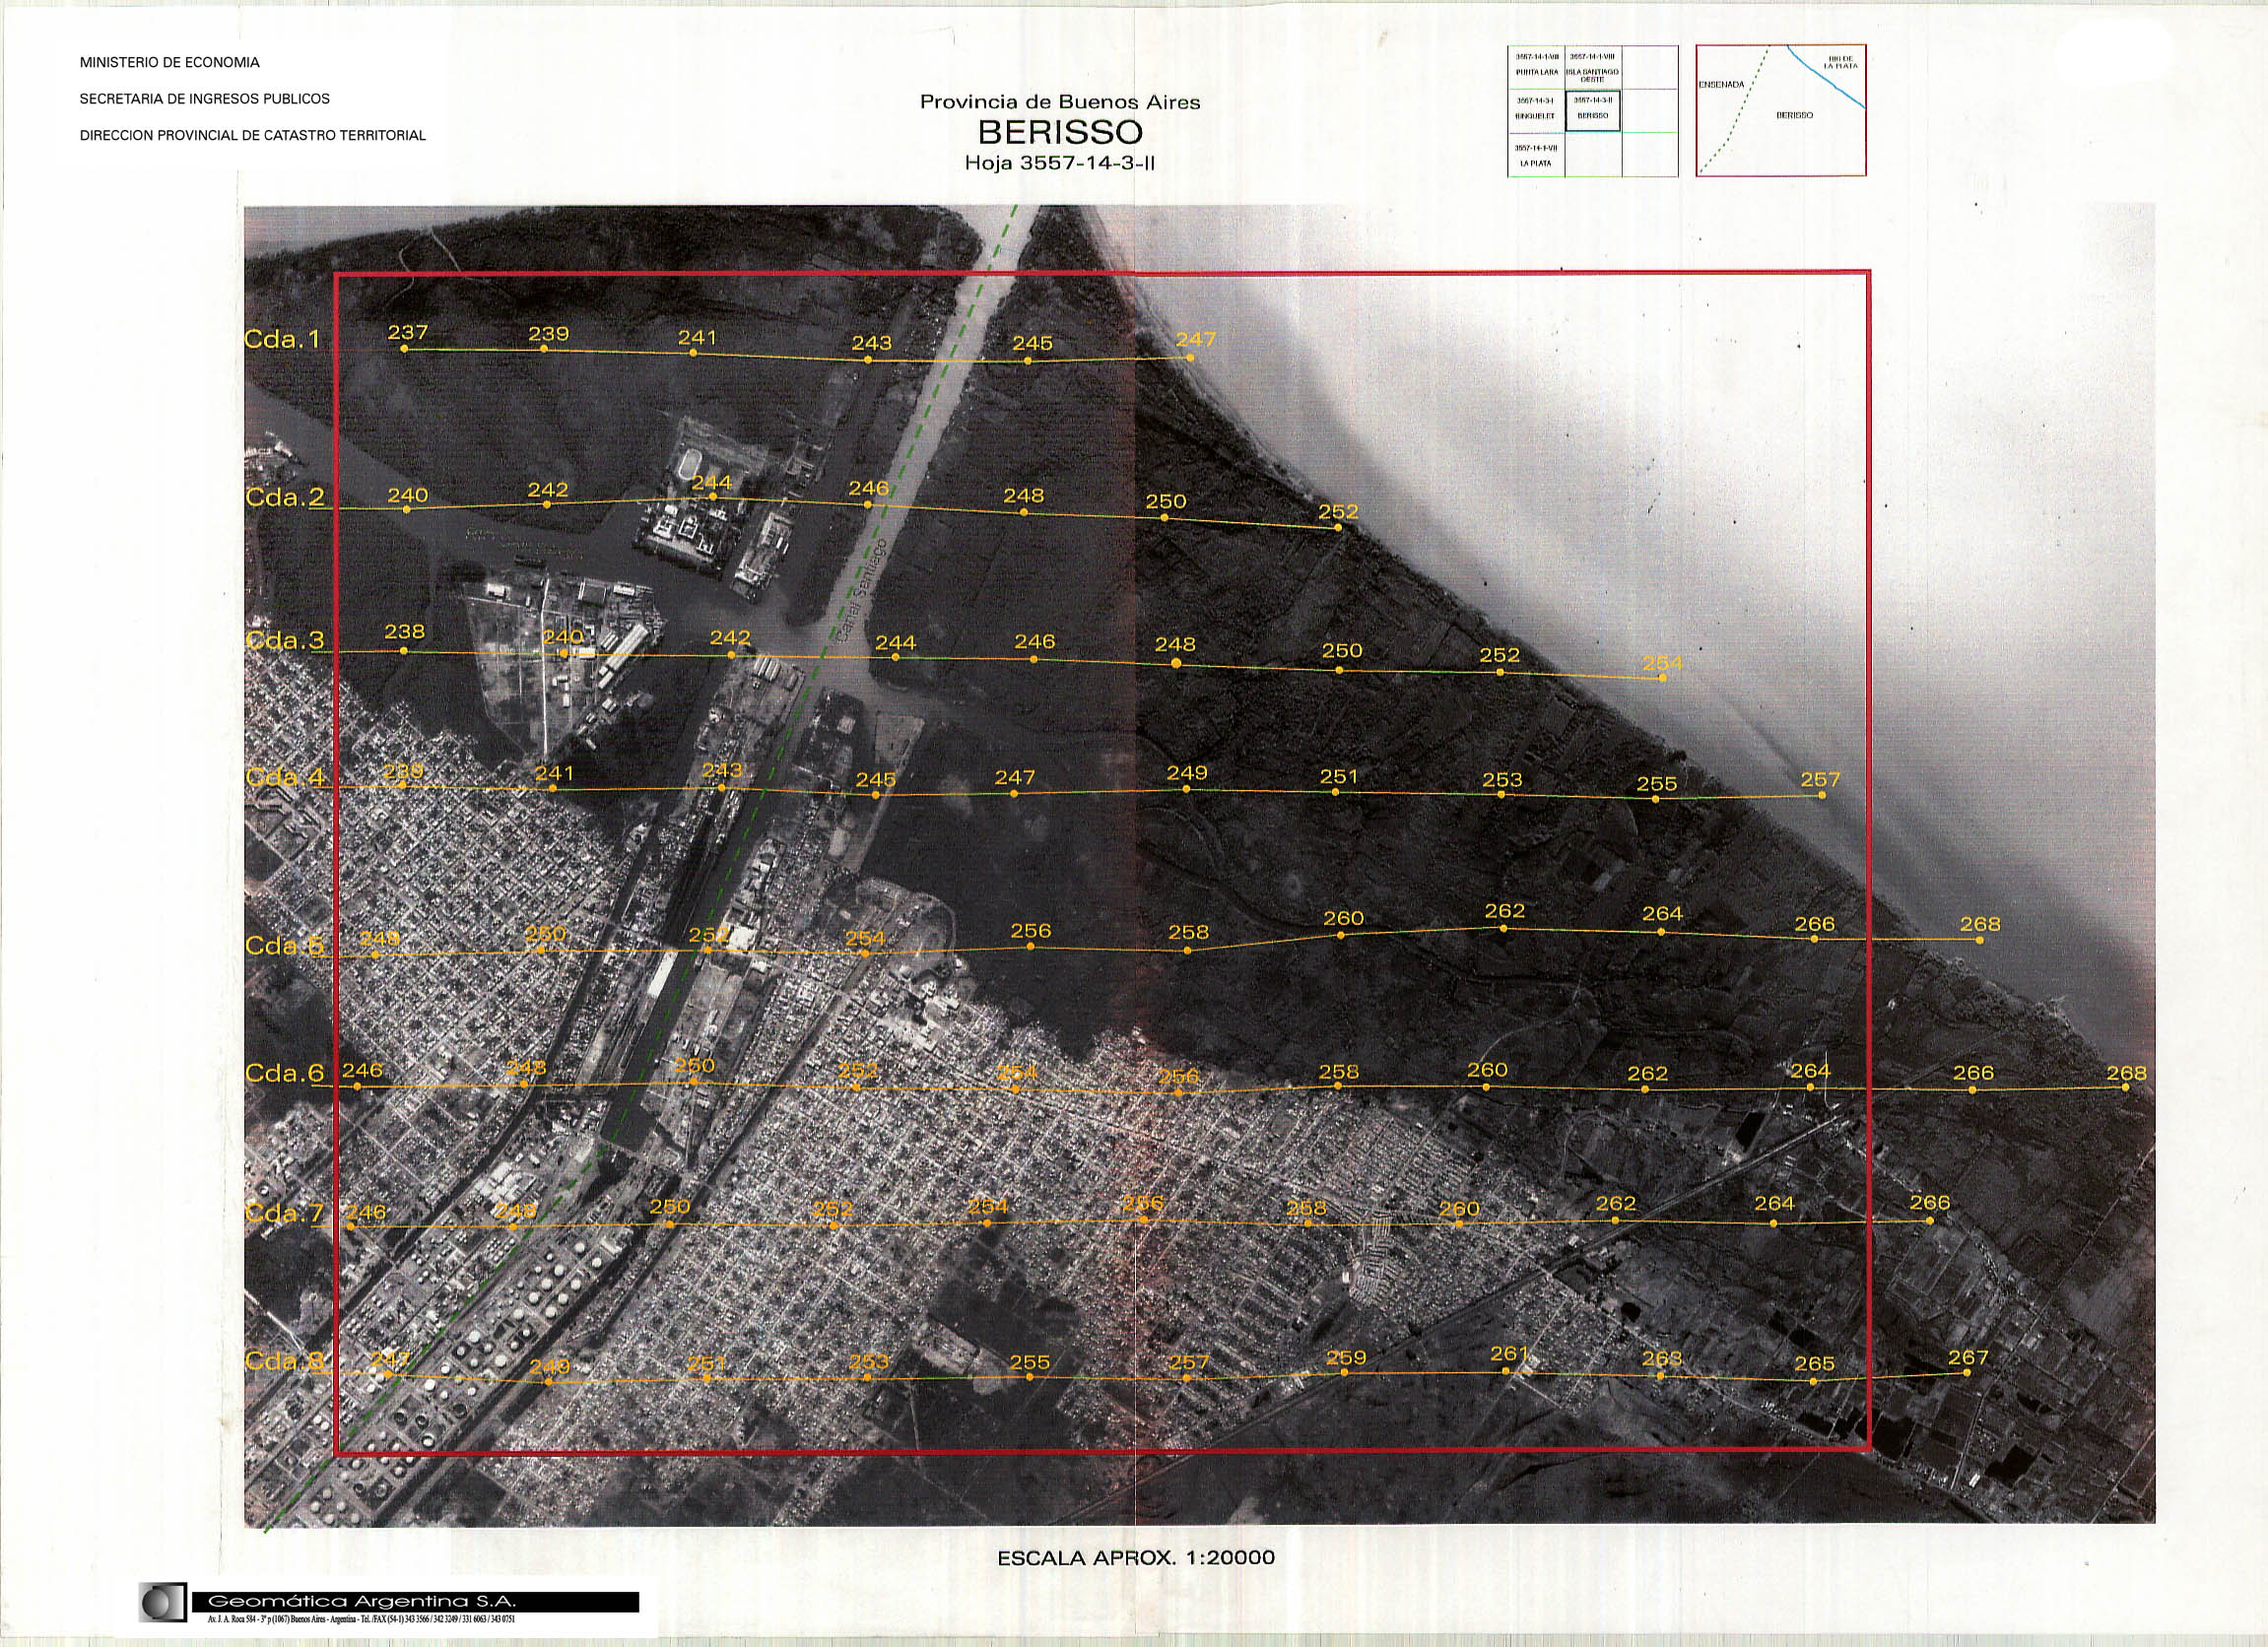 MINISTERIO DE ECONOMIA
SECRETARIA DE INGRESOS PUBLICOS
DIRECCION PROVINCIAL DE CATASTRO TERRITORIAL
Provincia de Buenos Aires
BERISSO
Hoja 3557-14-3-II
3557-14-1-VII 3557-14-1-VIII
PUNTA LARA ISLA SANTIAGO
OESTE
3557-14-3-I 3557-14-3-II
RINGUELET BERISSO
3557-14-1-VII
LA PLATA
RIO DE
LA PLATA
ENSENADA
BERISSO
Cda.1 237 239 241 243 245 247
Cda.2 240 242 244 246 248 250 252
Canal Santiago
Cda.3 238 240 242 244 246 248 250 252 254
Cda.4 239 241 243 245 247 249 251 253 255 257
Cda.5 248 250 252 254 256 258 260 262 264 266 268
Cda.6 246 248 250 252 254 256 258 260 262 264 266 268
Cda.7 246 248 250 252 254 256 258 260 262 264 266
Cda.8 247 249 251 253 255 257 259 261 263 265 267
ESCALA APROX. 1:20000
Geomática Argentina S.A.
Av. J. A. Roca 584 - 3° p (1067) Buenos Aires - Argentina - Tel. /FAX (54-1) 343 3566 / 342 3249 / 331 6063 / 343 0751